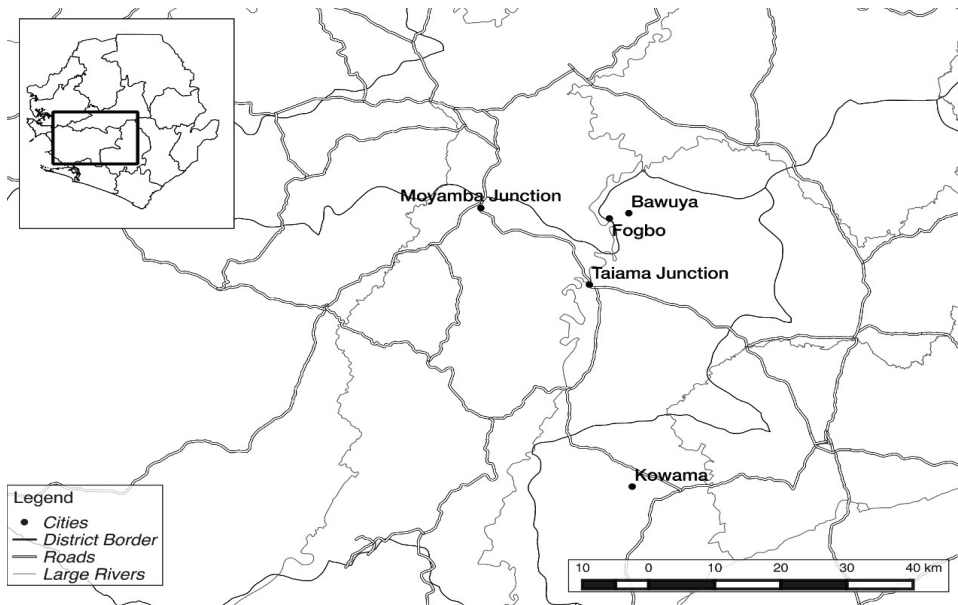 Moyamba Junction
Bawuya
Fogbo
Taiama Junction
Kowama
Legend
Cities
District Border
Roads
Large Rivers
10 0 10 20 30 40 km